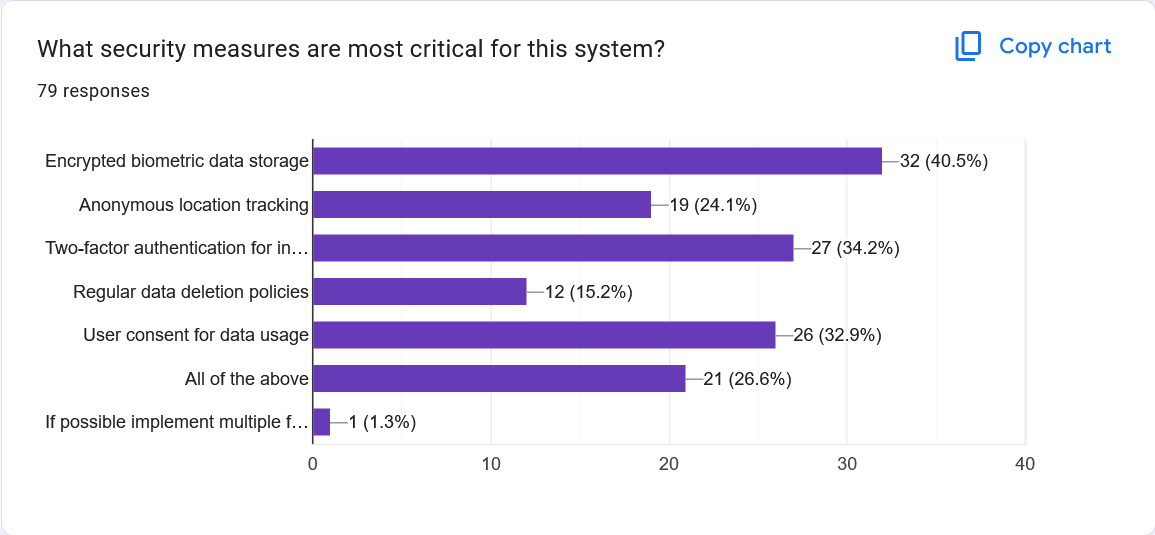 What security measures are most critical for this system?
Copy chart
79 responses
Encrypted biometric data storage 32 (40.5%)
Anonymous location tracking 19 (24.1%)
Two-factor authentication for in… 27 (34.2%)
Regular data deletion policies 12 (15.2%)
User consent for data usage 26 (32.9%)
All of the above 21 (26.6%)
If possible implement multiple f… 1 (1.3%)
0 10 20 30 40